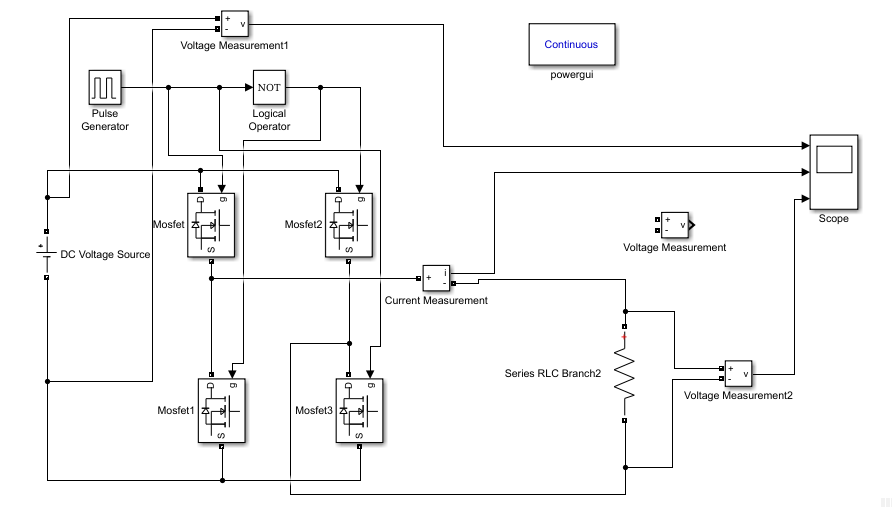 +
-
v
Voltage Measurement1
Continuous
powergui
Pulse
Generator
NOT
Logical
Operator
Scope
D
g
S
Mosfet
D
g
S
Mosfet2
+
-
v
Voltage Measurement
+
DC Voltage Source
+
i
-
Current Measurement
+
Series RLC Branch2
+
-
v
Voltage Measurement2
D
g
S
Mosfet1
D
g
S
Mosfet3